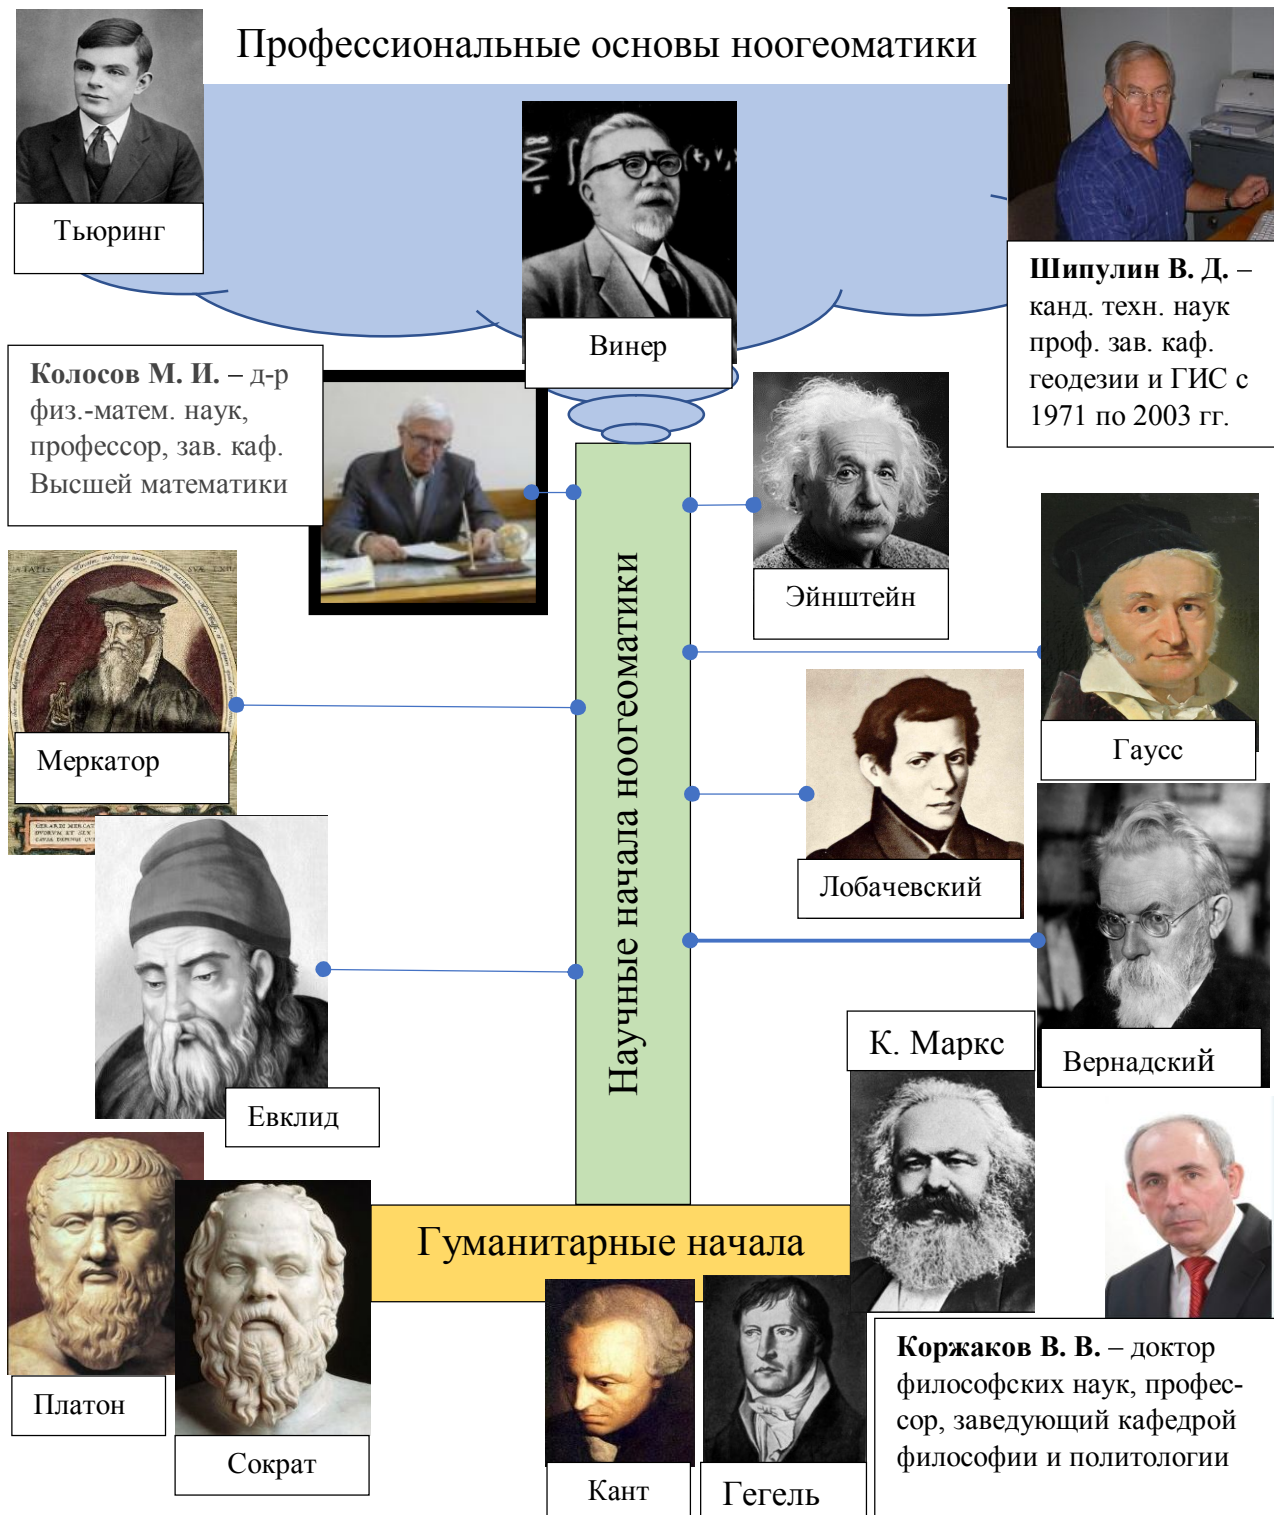 Профессиональные основы ноогеоматики
Тьюринг
Винер
Шипулин В. Д. –
канд. техн. наук
проф. зав. каф.
геодезии и ГИС с
1971 по 2003 гг.
Колосов М. И. – д-р
физ.-матем. наук,
профессор, зав. каф.
Высшей математики
Эйнштейн
Научные начала ноогеоматики
Меркатор
Гаусс
Лобачевский
Вернадский
Евклид
К. Маркс
Гуманитарные начала
Платон
Сократ
Кант
Гегель
Коржаков В. В. – доктор
философских наук, профес-
сор, заведующий кафедрой
философии и политологии